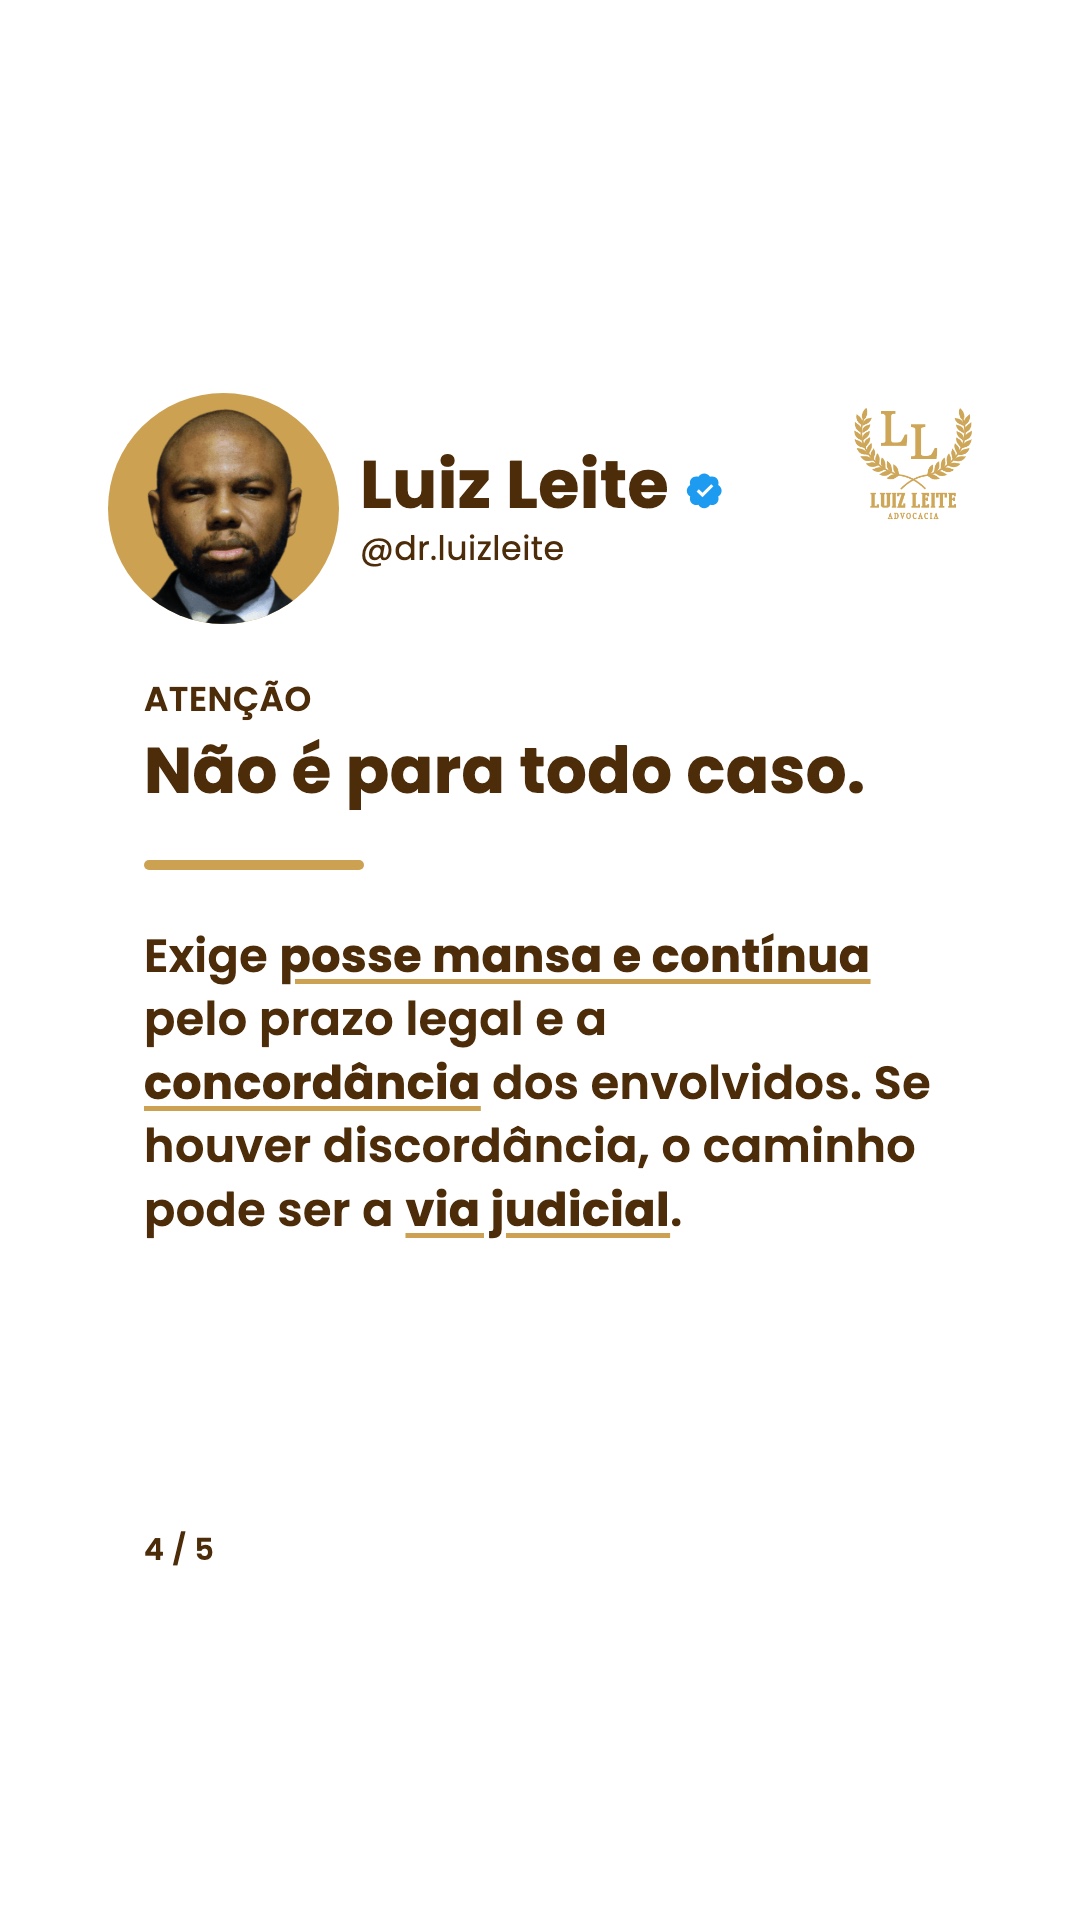 Luiz Leite
@dr.luizleite
LL
LUIZ LEITE
ADVOCACIA
ATENÇÃO
Não é para todo caso.
Exige posse mansa e contínua
pelo prazo legal e a
concordância dos envolvidos. Se
houver discordância, o caminho
pode ser a via judicial.
4 / 5